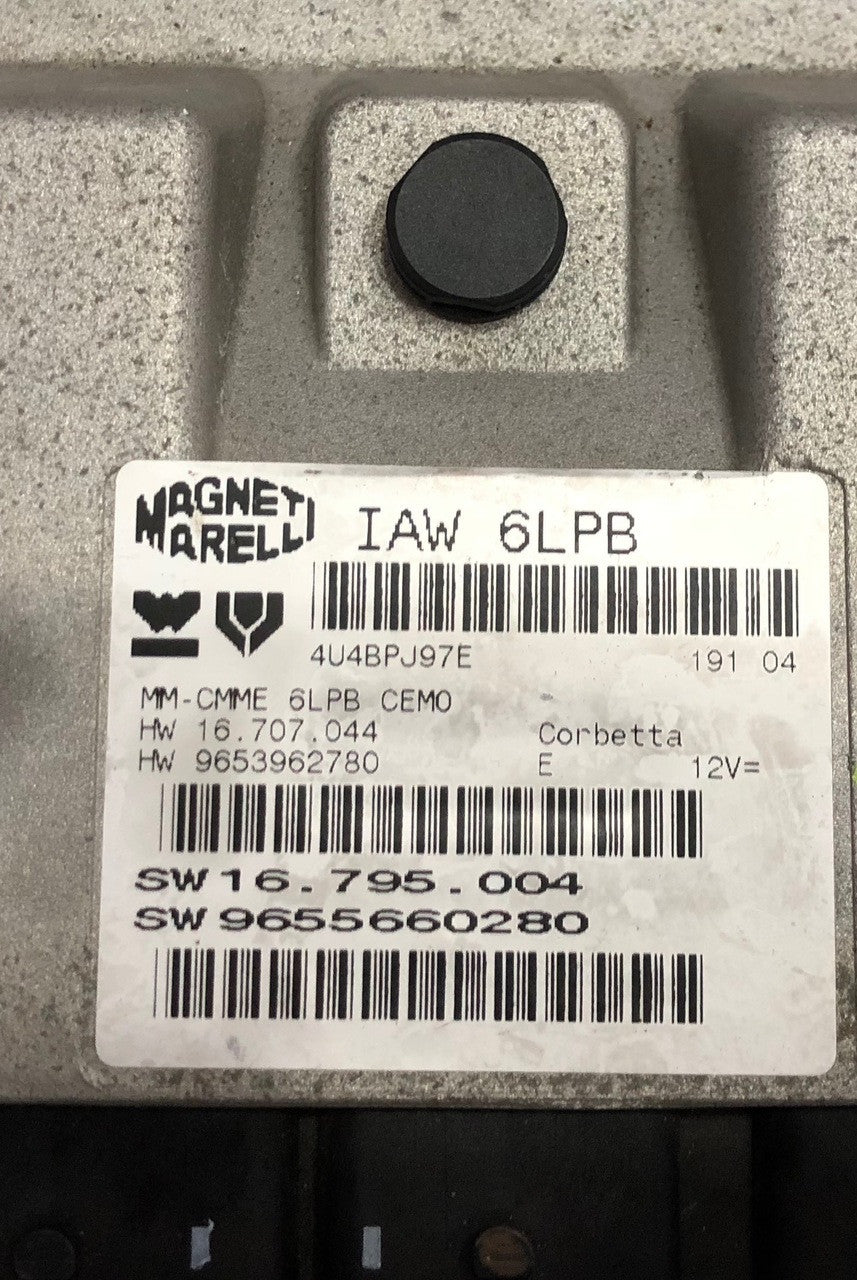 MAGNETI
MARELLI
IAW 6LPB
4U4BPJ97E 191 04
MM-CMME 6LPB CEMO
HW 16.707.044 Corbetta
HW 9653962780 E 12V=
SW 16.795.004
SW 9655660280